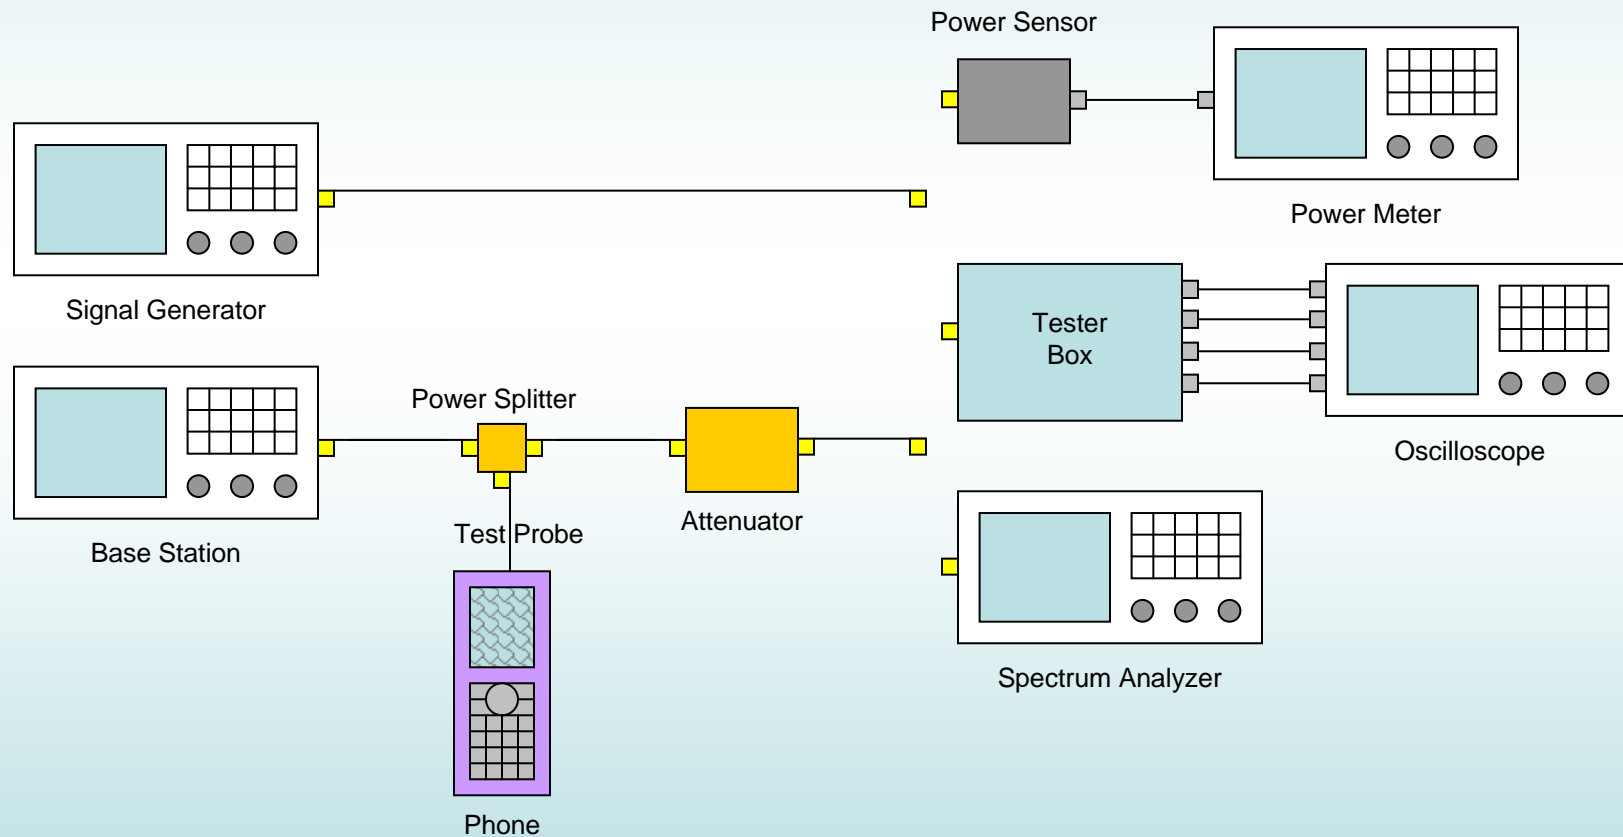 Power Sensor
Power Meter
Signal Generator
Tester
Box
Power Splitter
Oscilloscope
Attenuator
Test Probe
Base Station
Spectrum Analyzer
Phone